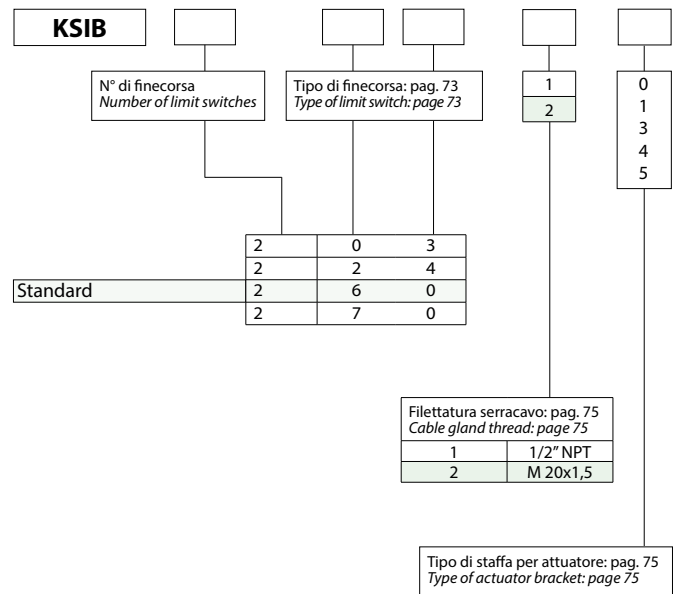 KSIB
N° di finecorsa
Number of limit switches
Tipo di finecorsa: pag. 73
Type of limit switch: page 73
1
2
0
1
3
4
5
2 0 3
2 2 4
Standard 2 6 0
2 7 0
Filettatura serracavo: pag. 75
Cable gland thread: page 75
1 1/2” NPT
2 M 20x1,5
Tipo di staffa per attuatore: pag. 75
Type of actuator bracket: page 75